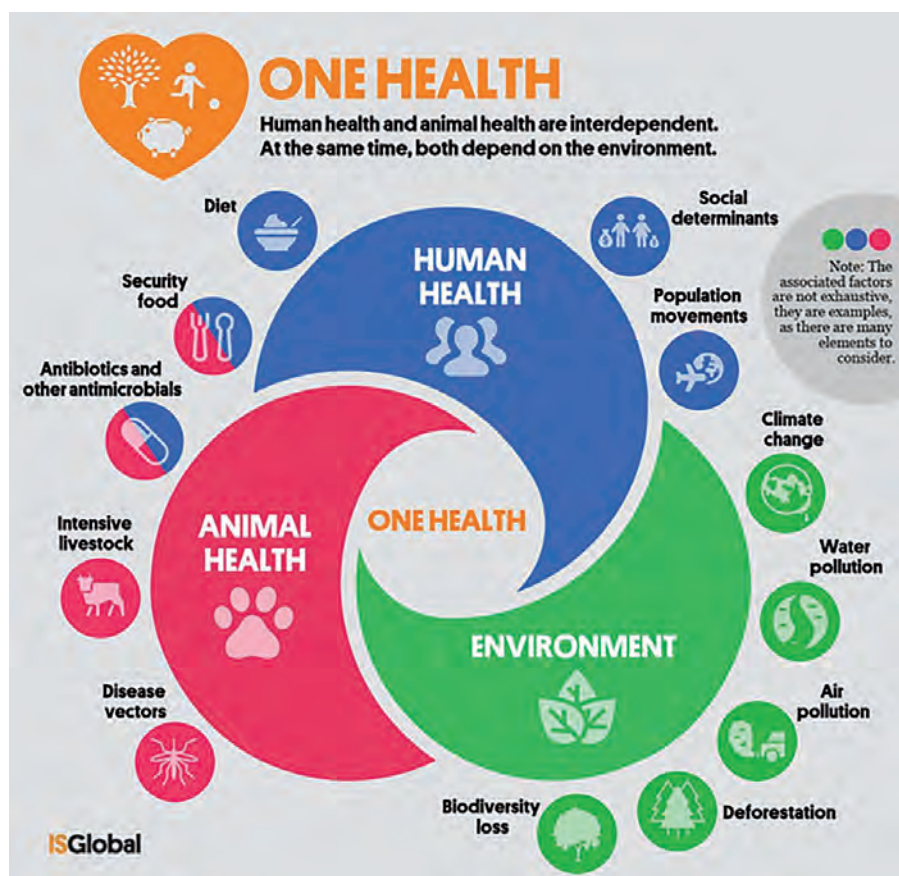 ONE HEALTH
Human health and animal health are interdependent.
At the same time, both depend on the environment.
Diet
Social
determinants
HUMAN
HEALTH
Note: The
associated factors
are not exhaustive,
they are examples,
as there are many
elements to
consider.
Security
food
Population
movements
Antibiotics and
other antimicrobials
Climate
change
ANIMAL
HEALTH
ONE HEALTH
Intensive
livestock
Water
pollution
ENVIRONMENT
Disease
vectors
Air
pollution
Biodiversity
loss
Deforestation
ISGlobal